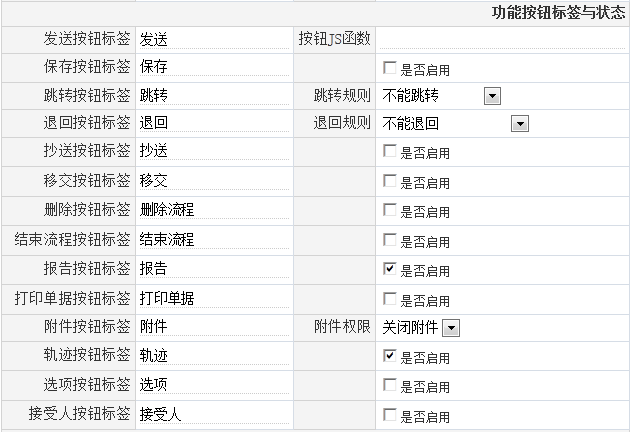 功能按钮标签与状态
发送按钮标签 发送 按钮JS函数
保存按钮标签 保存 是否启用
跳转按钮标签 跳转 跳转规则 不能跳转
退回按钮标签 退回 退回规则 不能退回
抄送按钮标签 抄送 是否启用
移交按钮标签 移交 是否启用
删除按钮标签 删除流程 是否启用
结束流程按钮标签 结束流程 是否启用
报告按钮标签 报告 是否启用
打印单据按钮标签 打印单据 是否启用
附件按钮标签 附件 附件权限 关闭附件
轨迹按钮标签 轨迹 是否启用
选项按钮标签 选项 是否启用
接受人按钮标签 接受人 是否启用